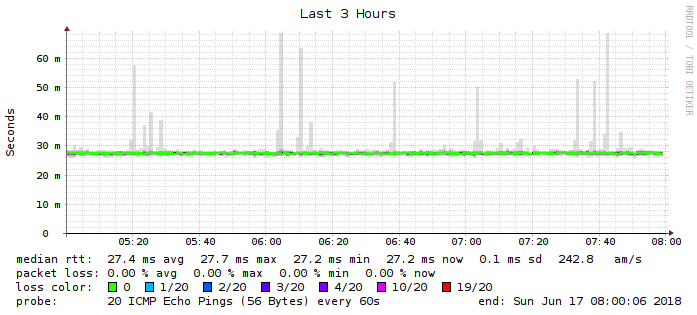 Last 3 Hours
RRDTOOL / TOBI OETIKER
Seconds
60 m
50 m
40 m
30 m
20 m
10 m
0
05:20 05:40 06:00 06:20 06:40 07:00 07:20 07:40 08:00
median rtt: 27.4 ms avg 27.7 ms max 27.2 ms min 27.2 ms now 0.1 ms sd 242.8 am/s
packet loss: 0.00 % avg 0.00 % max 0.00 % min 0.00 % now
loss color: 0 1/20 2/20 3/20 4/20 10/20 19/20
probe: 20 ICMP Echo Pings (56 Bytes) every 60s end: Sun Jun 17 08:00:06 2018